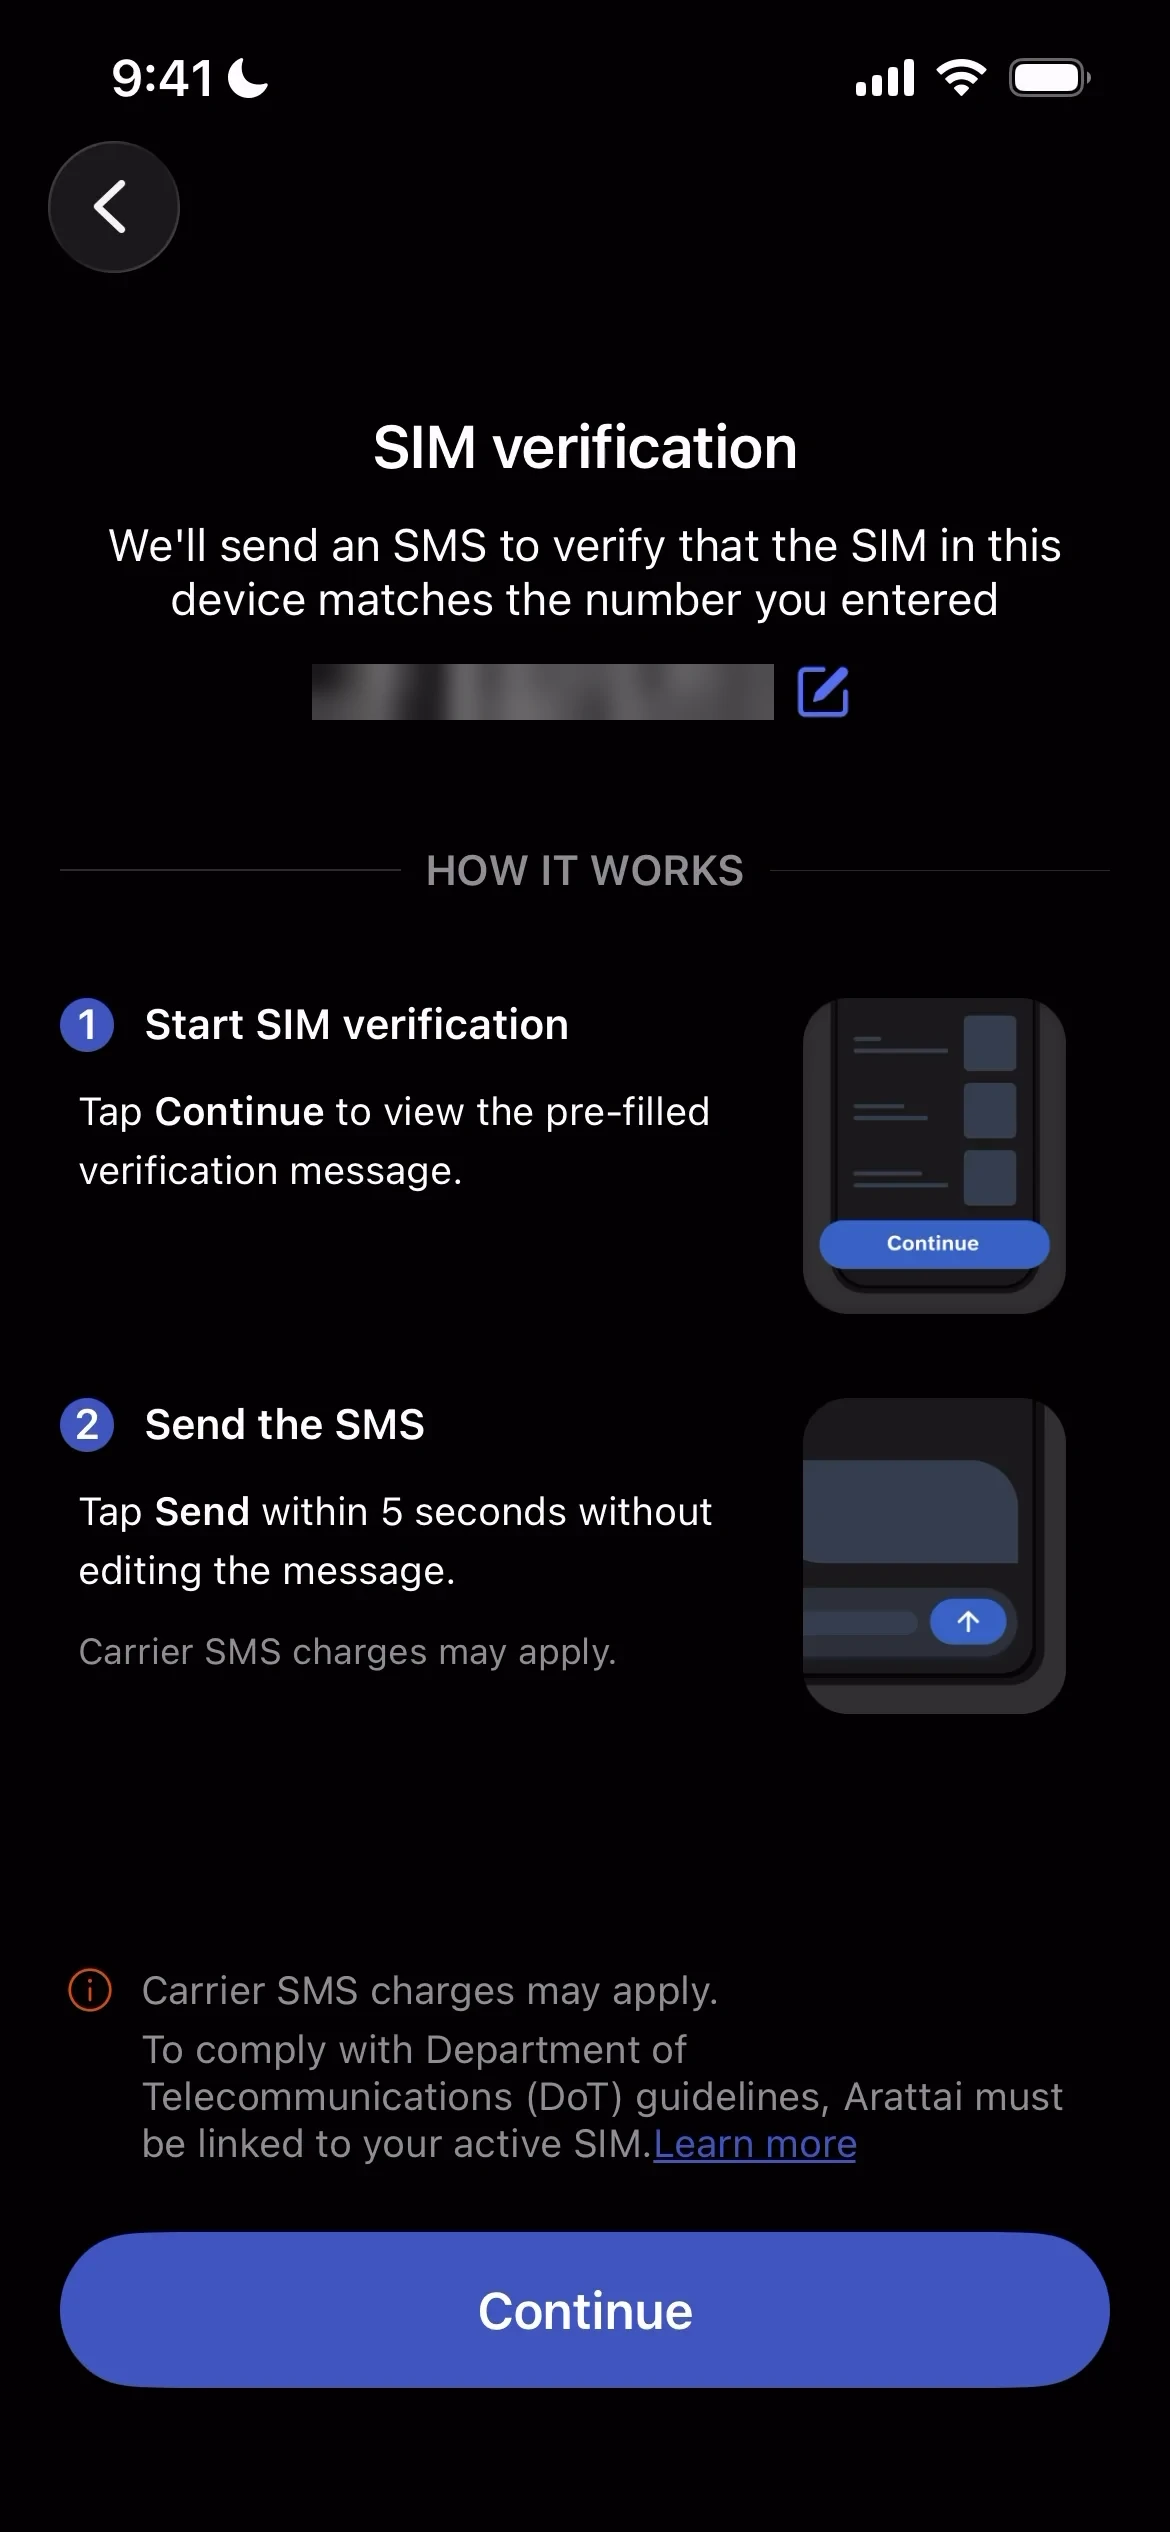 9:41
SIM verification
We'll send an SMS to verify that the SIM in this
device matches the number you entered
HOW IT WORKS
1 Start SIM verification
Tap Continue to view the pre-filled
verification message.
Continue
2 Send the SMS
Tap Send within 5 seconds without
editing the message.
Carrier SMS charges may apply.
Carrier SMS charges may apply.
To comply with Department of
Telecommunications (DoT) guidelines, Arattai must
be linked to your active SIM.Learn more
Continue